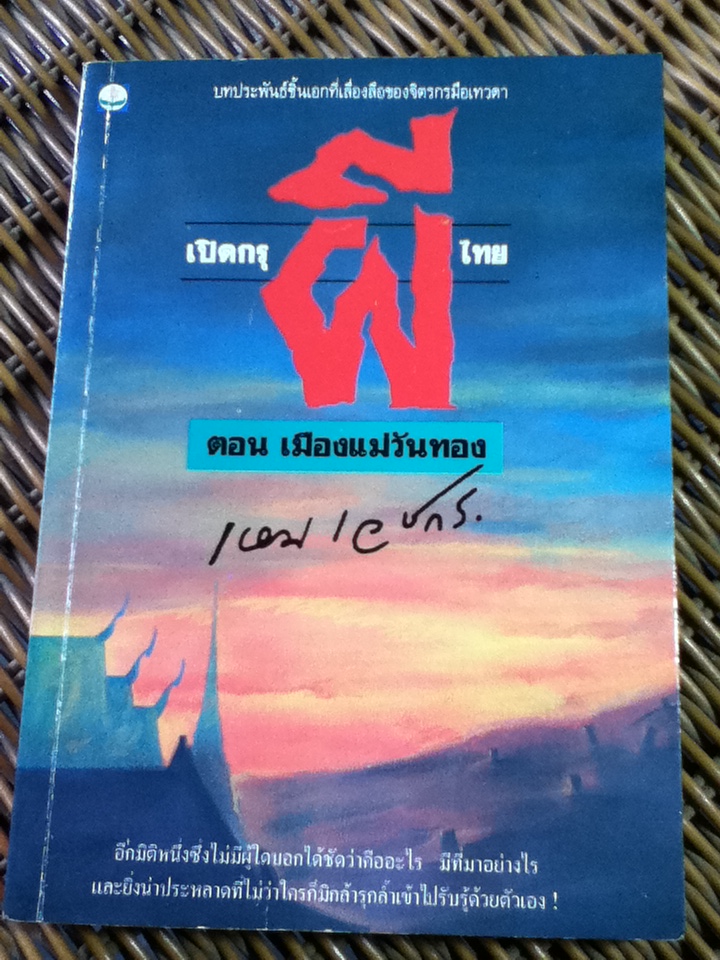 บทประพันธ์ชิ้นเอกที่เลื่องลือของจิตรกรมือเทวดา
เปิดกรุ ผี ไทย
ตอน เมืองแม่วันทอง
เหม เวชกร.
อีกมิติหนึ่งซึ่งไม่มีผู้ใดบอกได้ชัดว่าคืออะไร มีที่มาอย่างไร
และยิ่งน่าประหลาดที่ไม่ว่าใครก็มิกล้ารุกล้ำเข้าไปรับรู้ด้วยตัวเอง !